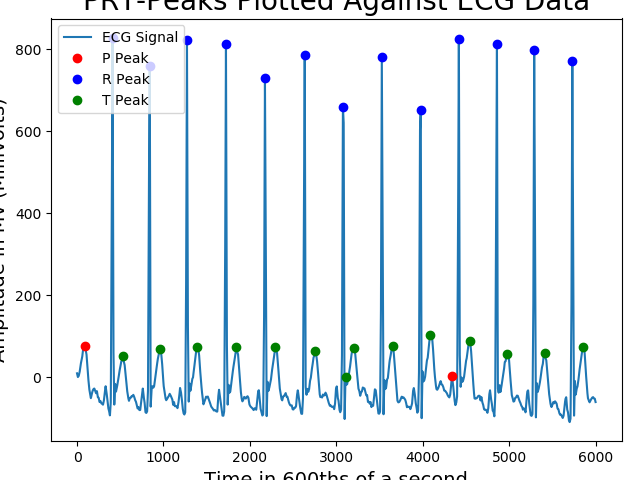 PRT-Peaks Plotted Against ECG Data
ECG Signal
P Peak
R Peak
T Peak
800
600
400
200
0
Amplitude in MV (Millivolts)
0
1000
2000
3000
4000
5000
6000
Time in 600ths of a second